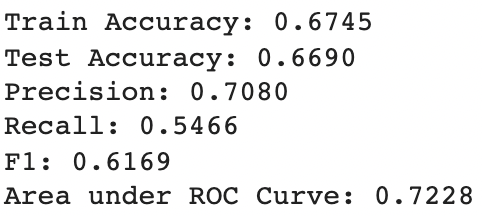 Train Accuracy: 0.6745
Test Accuracy: 0.6690
Precision: 0.7080
Recall: 0.5466
F1: 0.6169
Area under ROC Curve: 0.7228